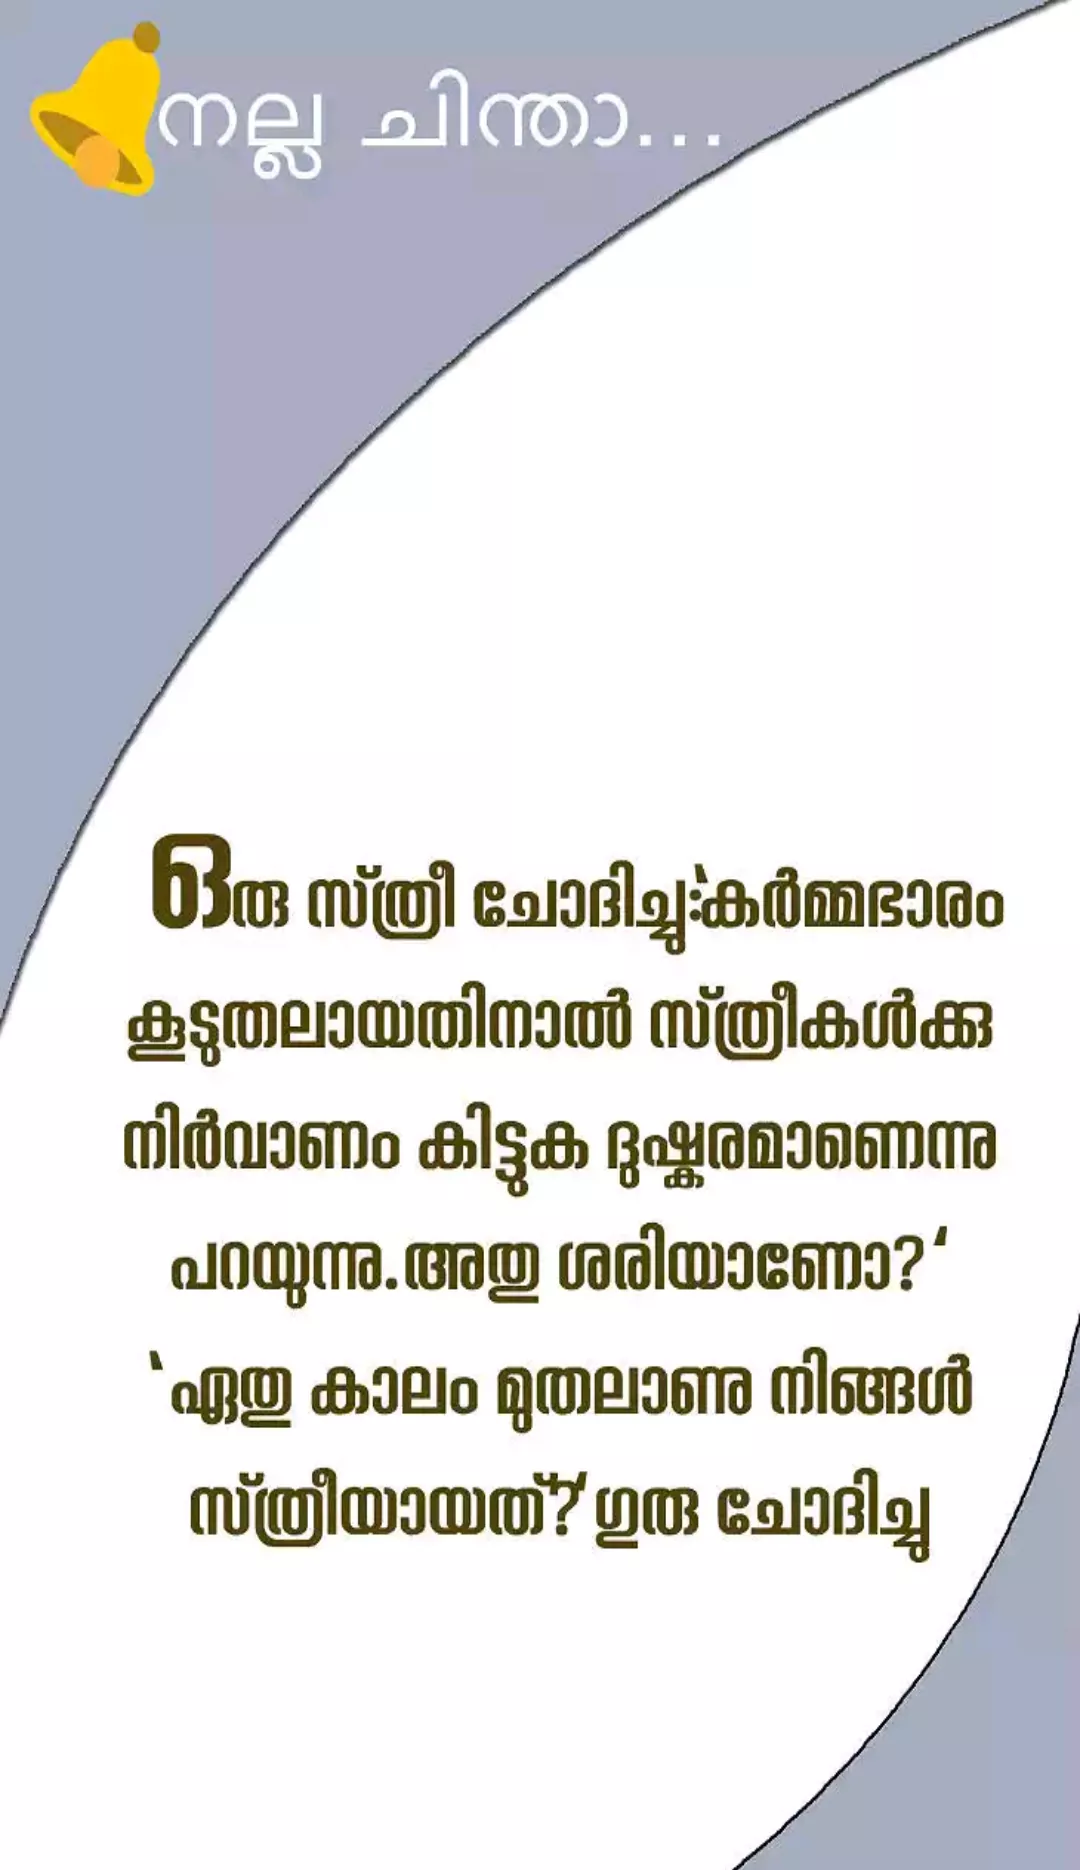 നല്ല ചിന്താ...
ഒരു സ്ത്രീ ചോദിച്ചു:‘കർമ്മഭാരം
കൂടുതലായതിനാൽ സ്ത്രീകൾക്കു
നിർവാണം കിട്ടുക ദുഷ്കരമാണെന്നു
പറയുന്നു.അതു ശരിയാണോ?‘
‘ഏതു കാലം മുതലാണു നിങ്ങൾ
സ്ത്രീയായത്?‘ ഗുരു ചോദിച്ചു